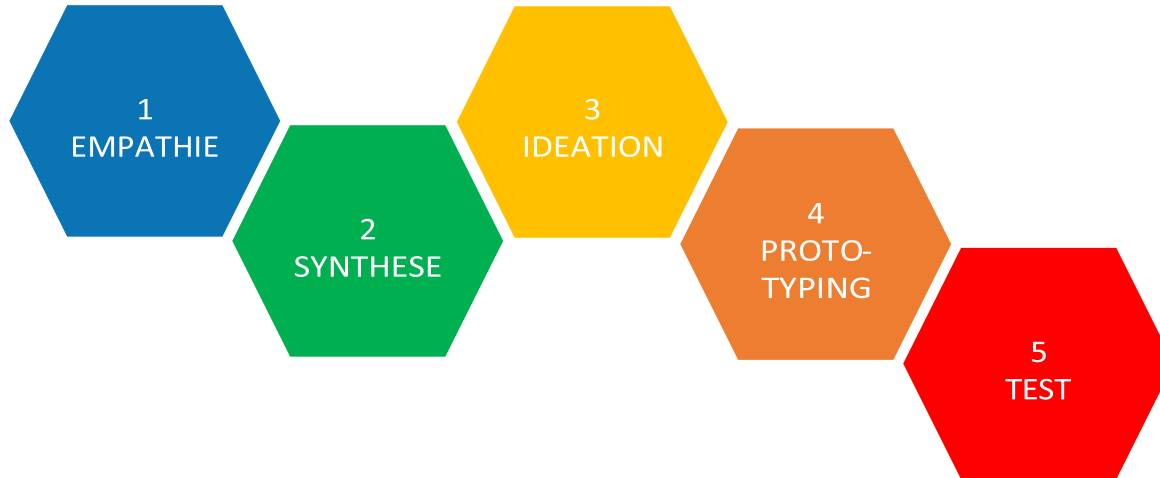 1
EMPATHIE
2
SYNTHESE
3
IDEATION
4
PROTO-
TYPING
5
TEST